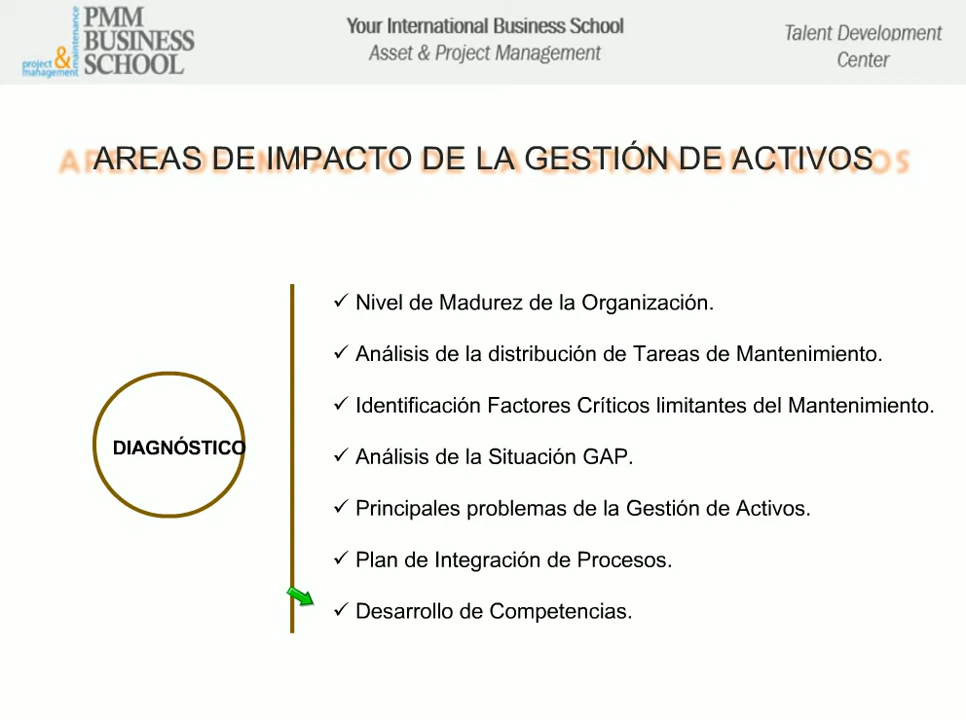 project & management
maintenance
PMM
BUSINESS
SCHOOL
Your International Business School
Asset & Project Management
Talent Development
Center
AREAS DE IMPACTO DE LA GESTIÓN DE ACTIVOS
DIAGNÓSTICO
✓ Nivel de Madurez de la Organización.
✓ Análisis de la distribución de Tareas de Mantenimiento.
✓ Identificación Factores Críticos limitantes del Mantenimiento.
✓ Análisis de la Situación GAP.
✓ Principales problemas de la Gestión de Activos.
✓ Plan de Integración de Procesos.
✓ Desarrollo de Competencias.